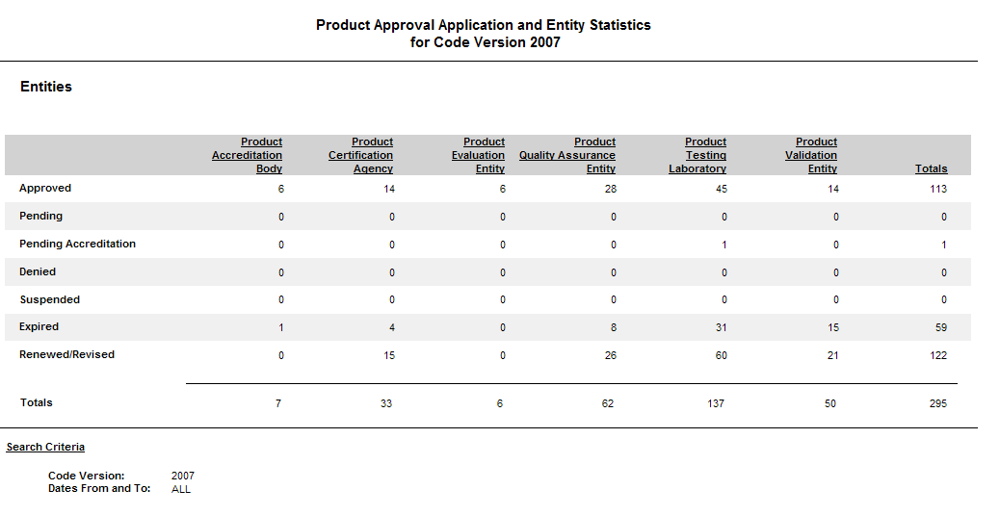 Product Approval Application and Entity Statistics
for Code Version 2007
Entities
Product Accreditation Body Product Certification Agency Product Evaluation Entity Product Quality Assurance Entity Product Testing Laboratory Product Validation Entity Totals
Approved 6 14 6 28 45 14 113
Pending 0 0 0 0 0 0 0
Pending Accreditation 0 0 0 0 1 0 1
Denied 0 0 0 0 0 0 0
Suspended 0 0 0 0 0 0 0
Expired 1 4 0 8 31 15 59
Renewed/Revised 0 15 0 26 60 21 122
Totals 7 33 6 62 137 50 295
Search Criteria
Code Version: 2007
Dates From and To: ALL